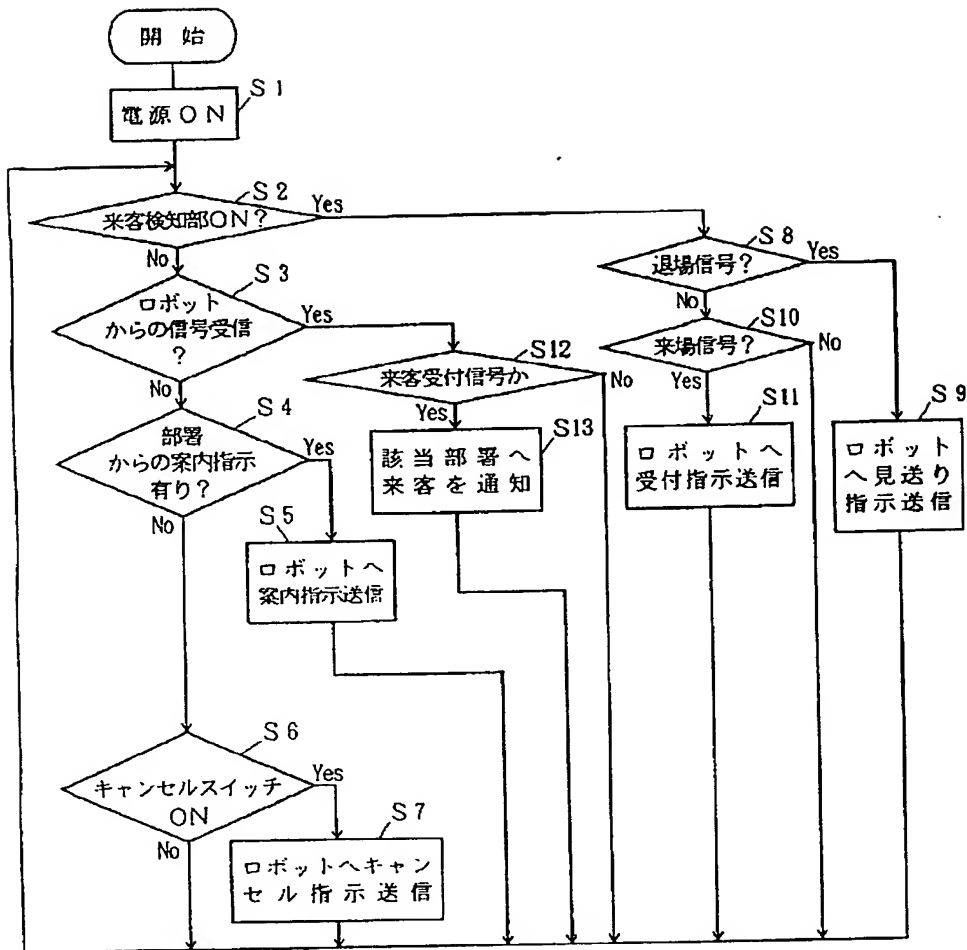 開始
S1
電源ON
S2
来客検知部ON?
Yes
No
S3
ロボット
からの信号受信
?
Yes
No
S4
部署
からの案内指示
有り?
Yes
No
S5
ロボットへ
案内指示送信
S6
キャンセルスイッチ
ON
Yes
No
S7
ロボットへキャン
セル指示送信
S8
退場信号?
Yes
No
S9
ロボット
へ見送り
指示送信
S10
来場信号?
No
Yes
S11
ロボットへ
受付指示送信
S12
来客受付信号か
No
Yes
S13
該当部署へ
来客を通知